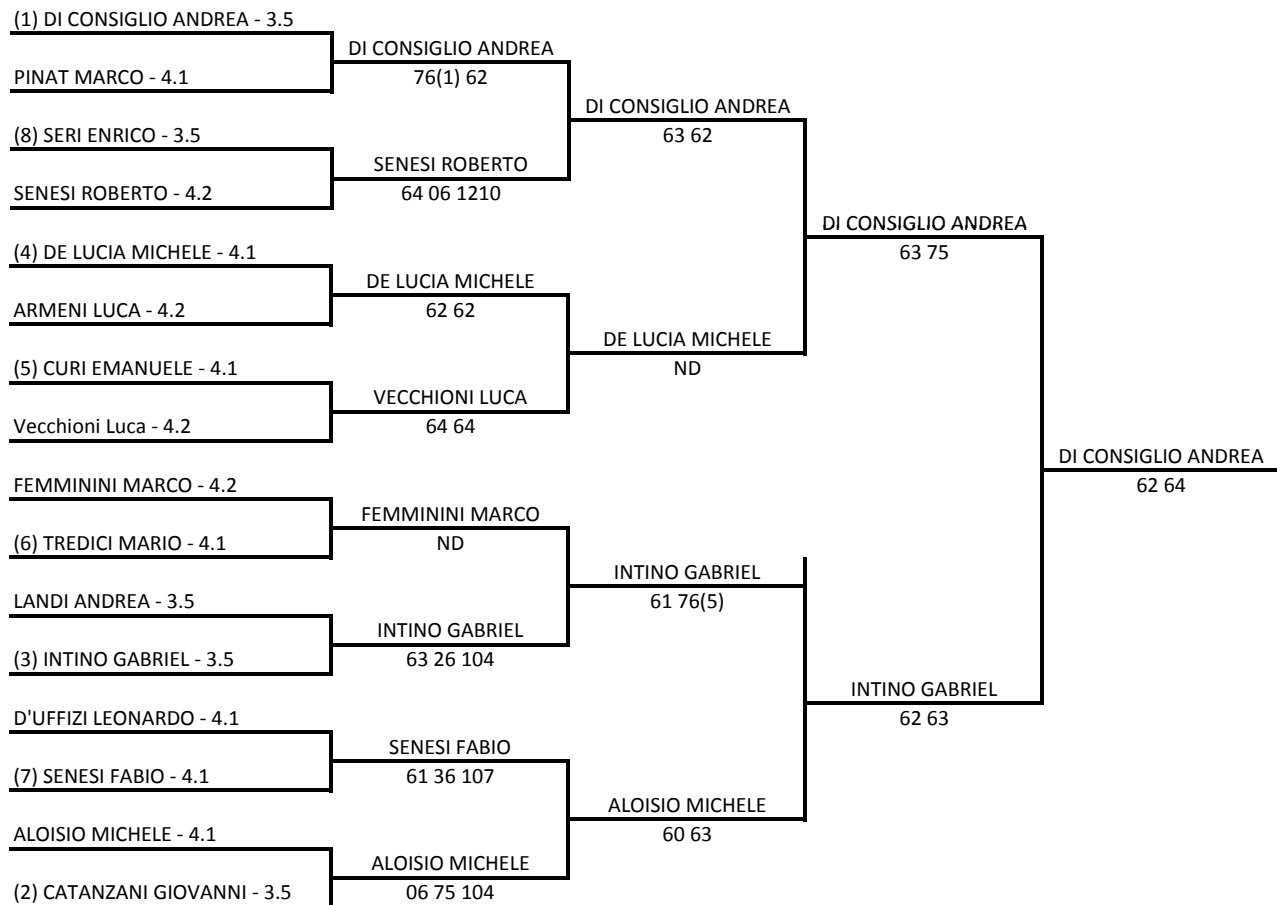 (1) DI CONSIGLIO ANDREA - 3.5
DI CONSIGLIO ANDREA
PINAT MARCO - 4.1
76(1) 62
DI CONSIGLIO ANDREA
(8) SERI ENRICO - 3.5
63 62
SENESI ROBERTO
SENESI ROBERTO - 4.2
64 06 1210
DI CONSIGLIO ANDREA
(4) DE LUCIA MICHELE - 4.1
63 75
DE LUCIA MICHELE
ARMENI LUCA - 4.2
62 62
DE LUCIA MICHELE
(5) CURI EMANUELE - 4.1
ND
VECCHIONI LUCA
Vecchioni Luca - 4.2
64 64
DI CONSIGLIO ANDREA
FEMMININI MARCO - 4.2
62 64
FEMMININI MARCO
(6) TREDICI MARIO - 4.1
ND
INTINO GABRIEL
LANDI ANDREA - 3.5
61 76(5)
INTINO GABRIEL
(3) INTINO GABRIEL - 3.5
63 26 104
INTINO GABRIEL
D'UFFIZI LEONARDO - 4.1
62 63
SENESI FABIO
(7) SENESI FABIO - 4.1
61 36 107
ALOISIO MICHELE
ALOISIO MICHELE - 4.1
60 63
ALOISIO MICHELE
(2) CATANZANI GIOVANNI - 3.5
06 75 104